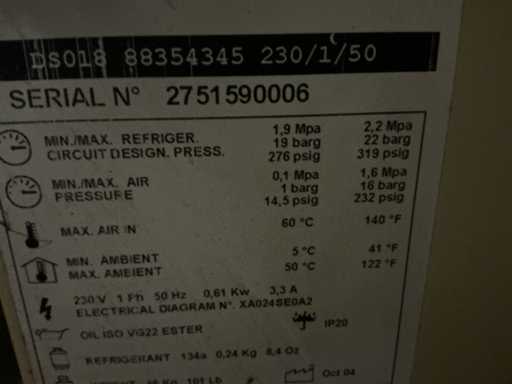 DS018 88354345 230/1/50
SERIAL N° 2751590006
MIN./MAX. REFRIGER. 1,9 Mpa 2,2 Mpa
CIRCUIT DESIGN. PRESS. 19 barg 22 barg
276 psig 319 psig
MIN./MAX. AIR 0,1 Mpa 1,6 Mpa
PRESSURE 1 barg 16 barg
14,5 psig 232 psig
MAX. AIR IN 60 °C 140 °F
MIN. AMBIENT 5 °C 41 °F
MAX. AMBIENT 50 °C 122 °F
230 V 1 Ph 50 Hz 0,61 Kw 3,3 A
ELECTRICAL DIAGRAM N°. XA024SE0A2
OIL ISO VG22 ESTER IP20
REFRIGERANT 134a 0,24 Kg 8,4 Oz
101 Lb Oct 04